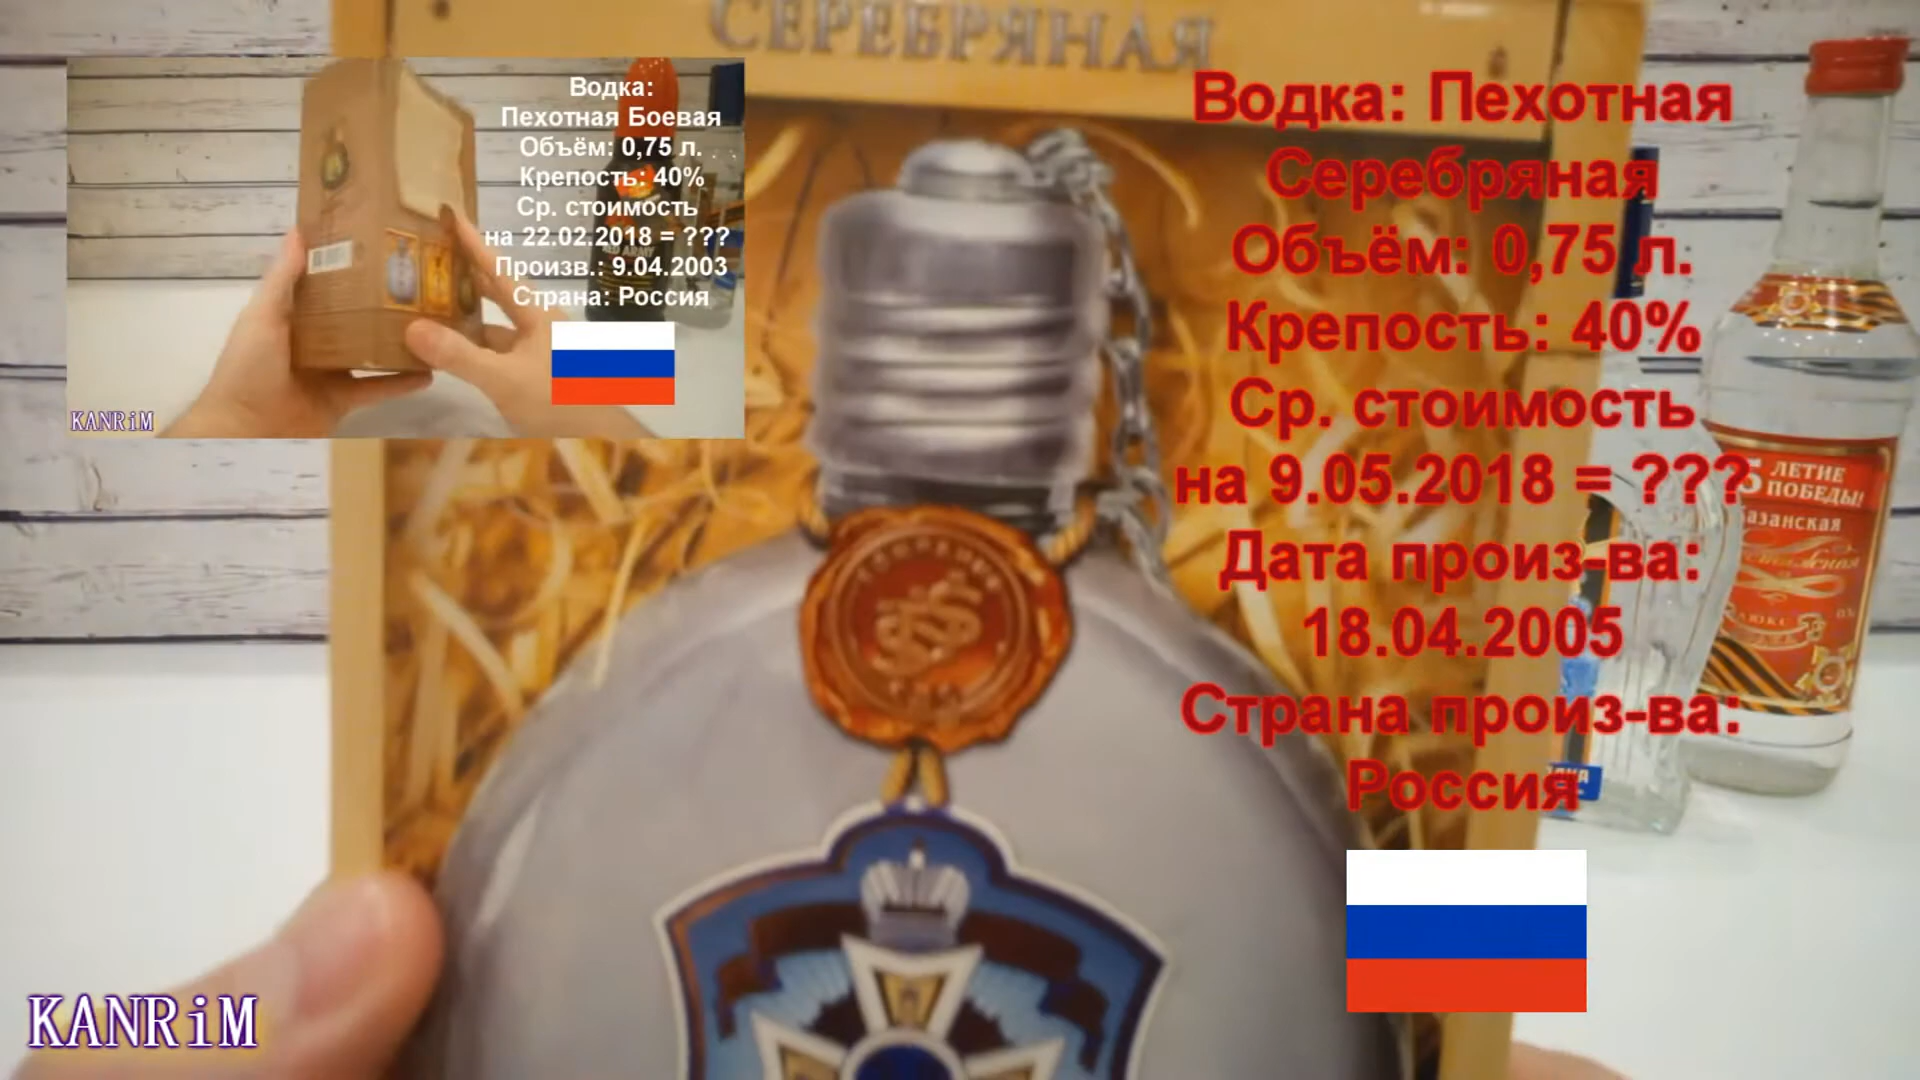 СЕРЕБРЯНАЯ
Водка:
Пехотная Боевая
Объём: 0,75 л.
Крепость: 40%
Ср. стоимость
на 22.02.2018 = ???
Произв.: 9.04.2003
Страна: Россия
KANRiM
Водка: Пехотная
Серебряная
Объём: 0,75 л.
Крепость: 40%
Ср. стоимость
на 9.05.2018 = ???
Дата произ-ва:
18.04.2005
Страна произ-ва:
Россия
5 ЛЕТИЕ
ПОБЕДЫ!
Казанская
KANRiM